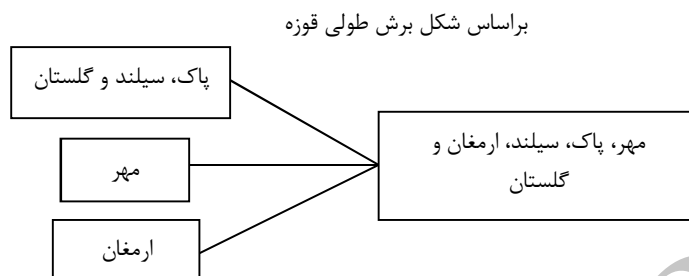 براساس شکل برش طولی قوزه
مهر، پاک، سیلند، ارمغان و
گلستان
پاک، سیلند و گلستان
مهر
ارمغان